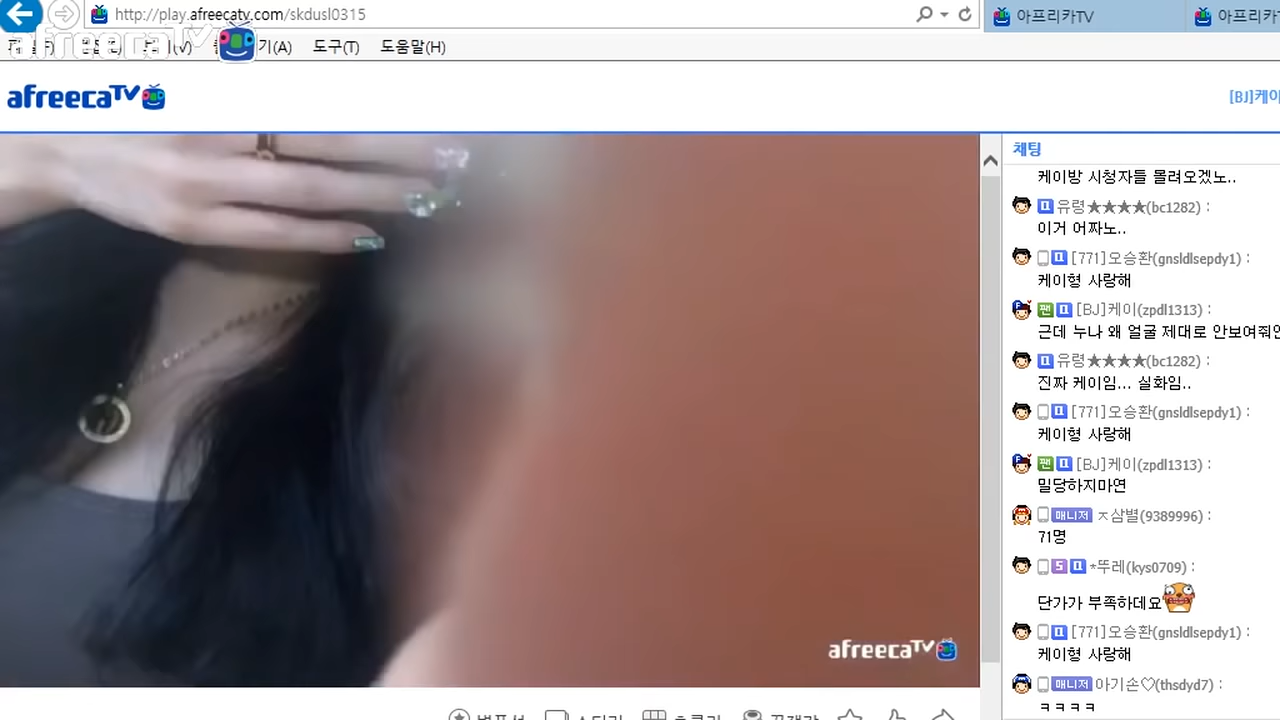 http://play.afreecatv.com/skdusl0315
아프리카TV
아프리카T
afreecaTV
기(A)
도구(T)
도움말(H)
afreecaTV
[BJ]케이
채팅
케이방 시청자들 몰려오겠노..
유령★★★★(bc1282) :
이거 어짜노..
[771]오승환(gnsldlsepdy1) :
케이형 사랑해
팬 [BJ]케이(zpdl1313) :
근데 누나 왜 얼굴 제대로 안보여줘안
유령★★★★(bc1282) :
진짜 케이임... 실화임..
[771]오승환(gnsldlsepdy1) :
케이형 사랑해
팬 [BJ]케이(zpdl1313) :
밀당하지마연
매니저 ㅈ삼별(9389996) :
71명
S *뚜레(kys0709) :
단가가 부족하데요
[771]오승환(gnsldlsepdy1) :
케이형 사랑해
매니저 아기손♡(thsdyd7) :
ㅋㅋㅋㅋ
afreecaTV